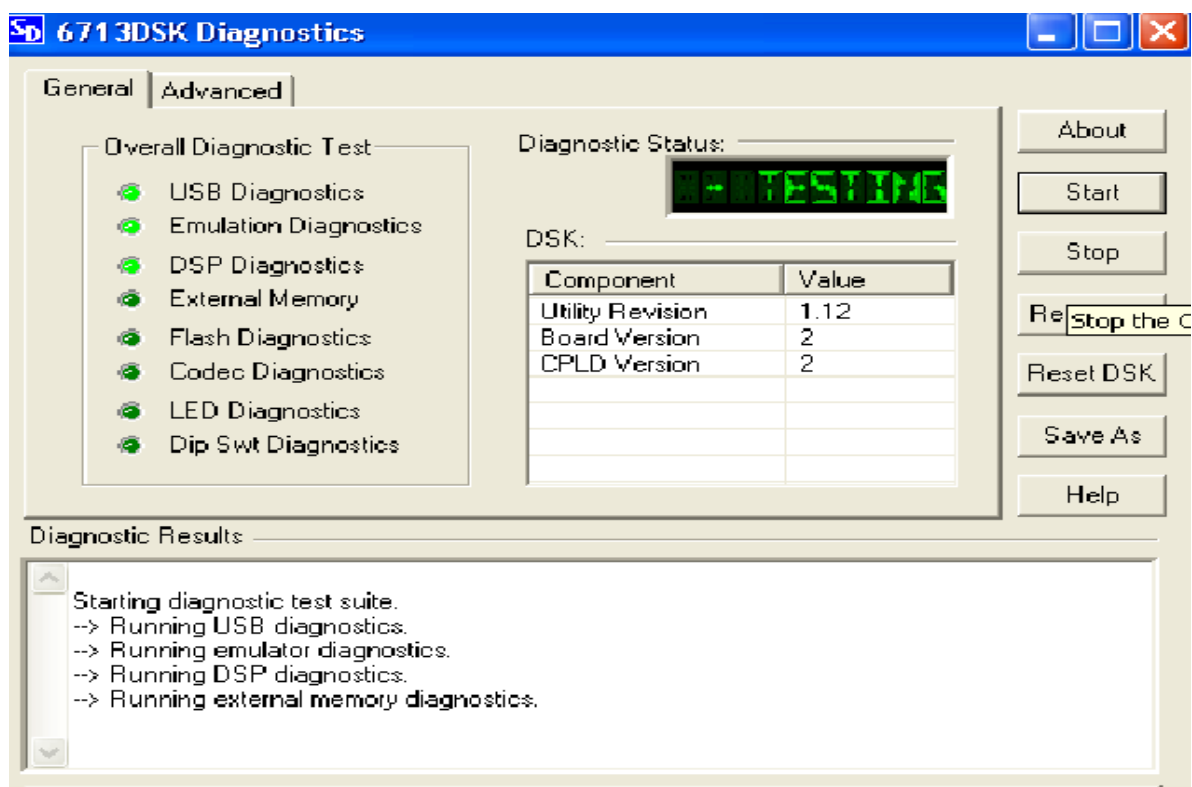 SD 6713DSK Diagnostics
General Advanced
Overall Diagnostic Test
USB Diagnostics
Emulation Diagnostics
DSP Diagnostics
External Memory
Flash Diagnostics
Codec Diagnostics
LED Diagnostics
Dip Swt Diagnostics
Diagnostic Status:
- TESTING
DSK:
Component Value
Utility Revision 1.12
Board Version 2
CPLD Version 2
About
Start
Stop
Re Stop the
Reset DSK
Save As
Help
Diagnostic Results
Starting diagnostic test suite.
--> Running USB diagnostics.
--> Running emulator diagnostics.
--> Running DSP diagnostics.
--> Running external memory diagnostics.